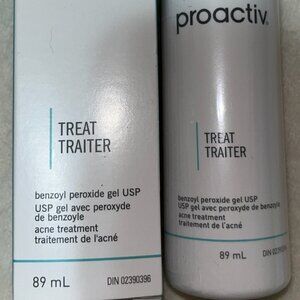 TREAT
TRAITER
benzoyl peroxide gel USP
USP gel avec peroxyde
de benzoyle
acne treatment
traitement de l'acné
89 mL
DIN 02390396
proactiv.
TREAT
TRAITER
benzoyl peroxide gel USP
USP gel avec peroxyde de benzoyle
acne treatment
traitement de l'acné
89 mL
DIN 02390396